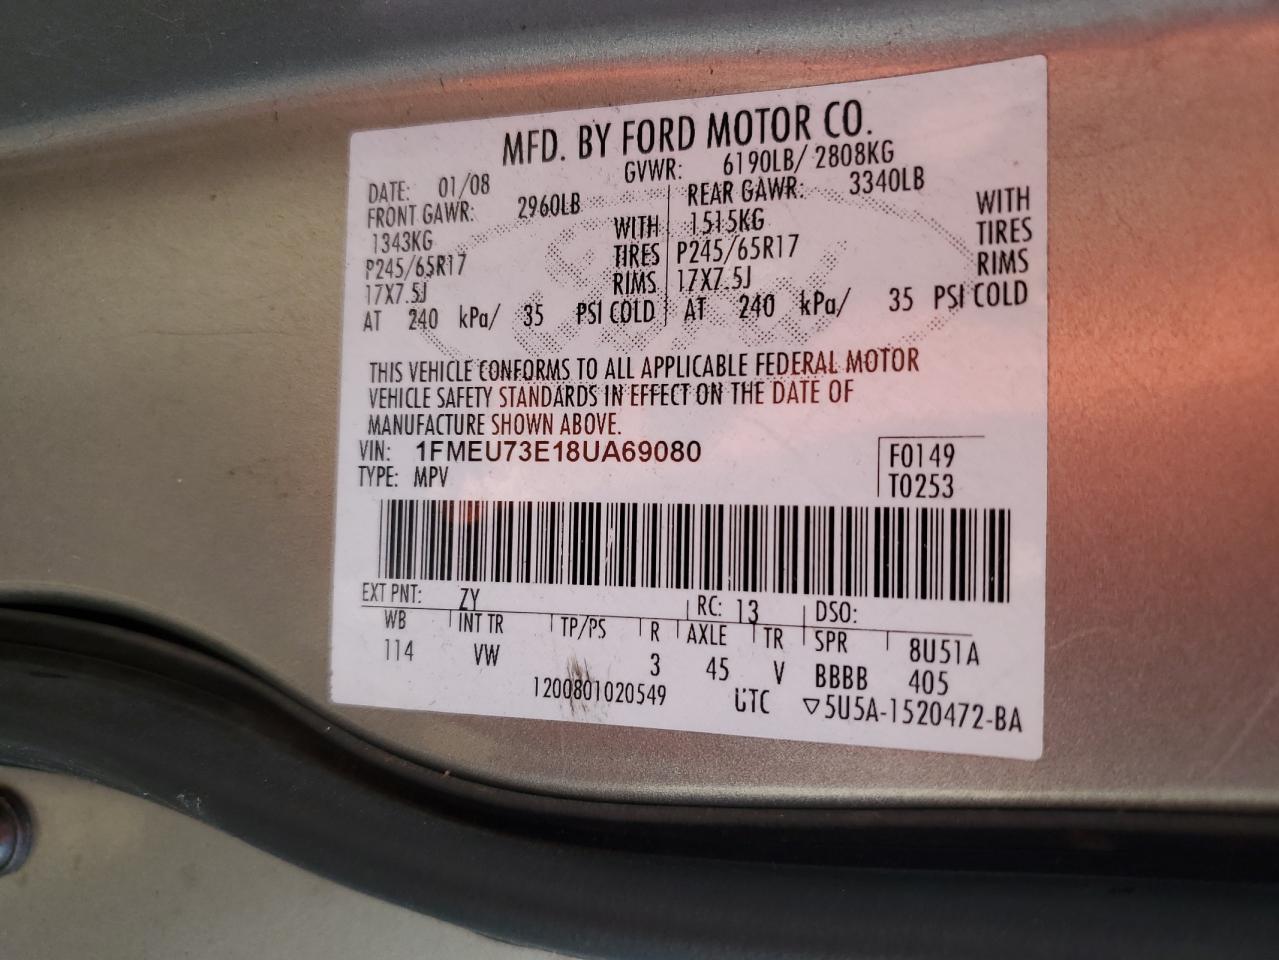 MFD. BY FORD MOTOR CO.
DATE: 01/08 GVWR: 6190LB/ 2808KG
FRONT GAWR: 2960LB REAR GAWR: 3340LB
1343KG WITH 1515KG WITH
P245/65R17 TIRES P245/65R17 TIRES
17X7.5J RIMS 17X7.5J RIMS
AT 240 kPa/ 35 PSI COLD AT 240 kPa/ 35 PSI COLD
THIS VEHICLE CONFORMS TO ALL APPLICABLE FEDERAL MOTOR
VEHICLE SAFETY STANDARDS IN EFFECT ON THE DATE OF
MANUFACTURE SHOWN ABOVE.
VIN: 1FMEU73E18UA69080 F0149
TYPE: MPV T0253
EXT PNT: ZY RC: 13 DSO:
WB INT TR TP/PS R AXLE TR SPR 8U51A
114 VW 3 45 V BBBB 405
1200801020549 UTC ▽5U5A-1520472-BA